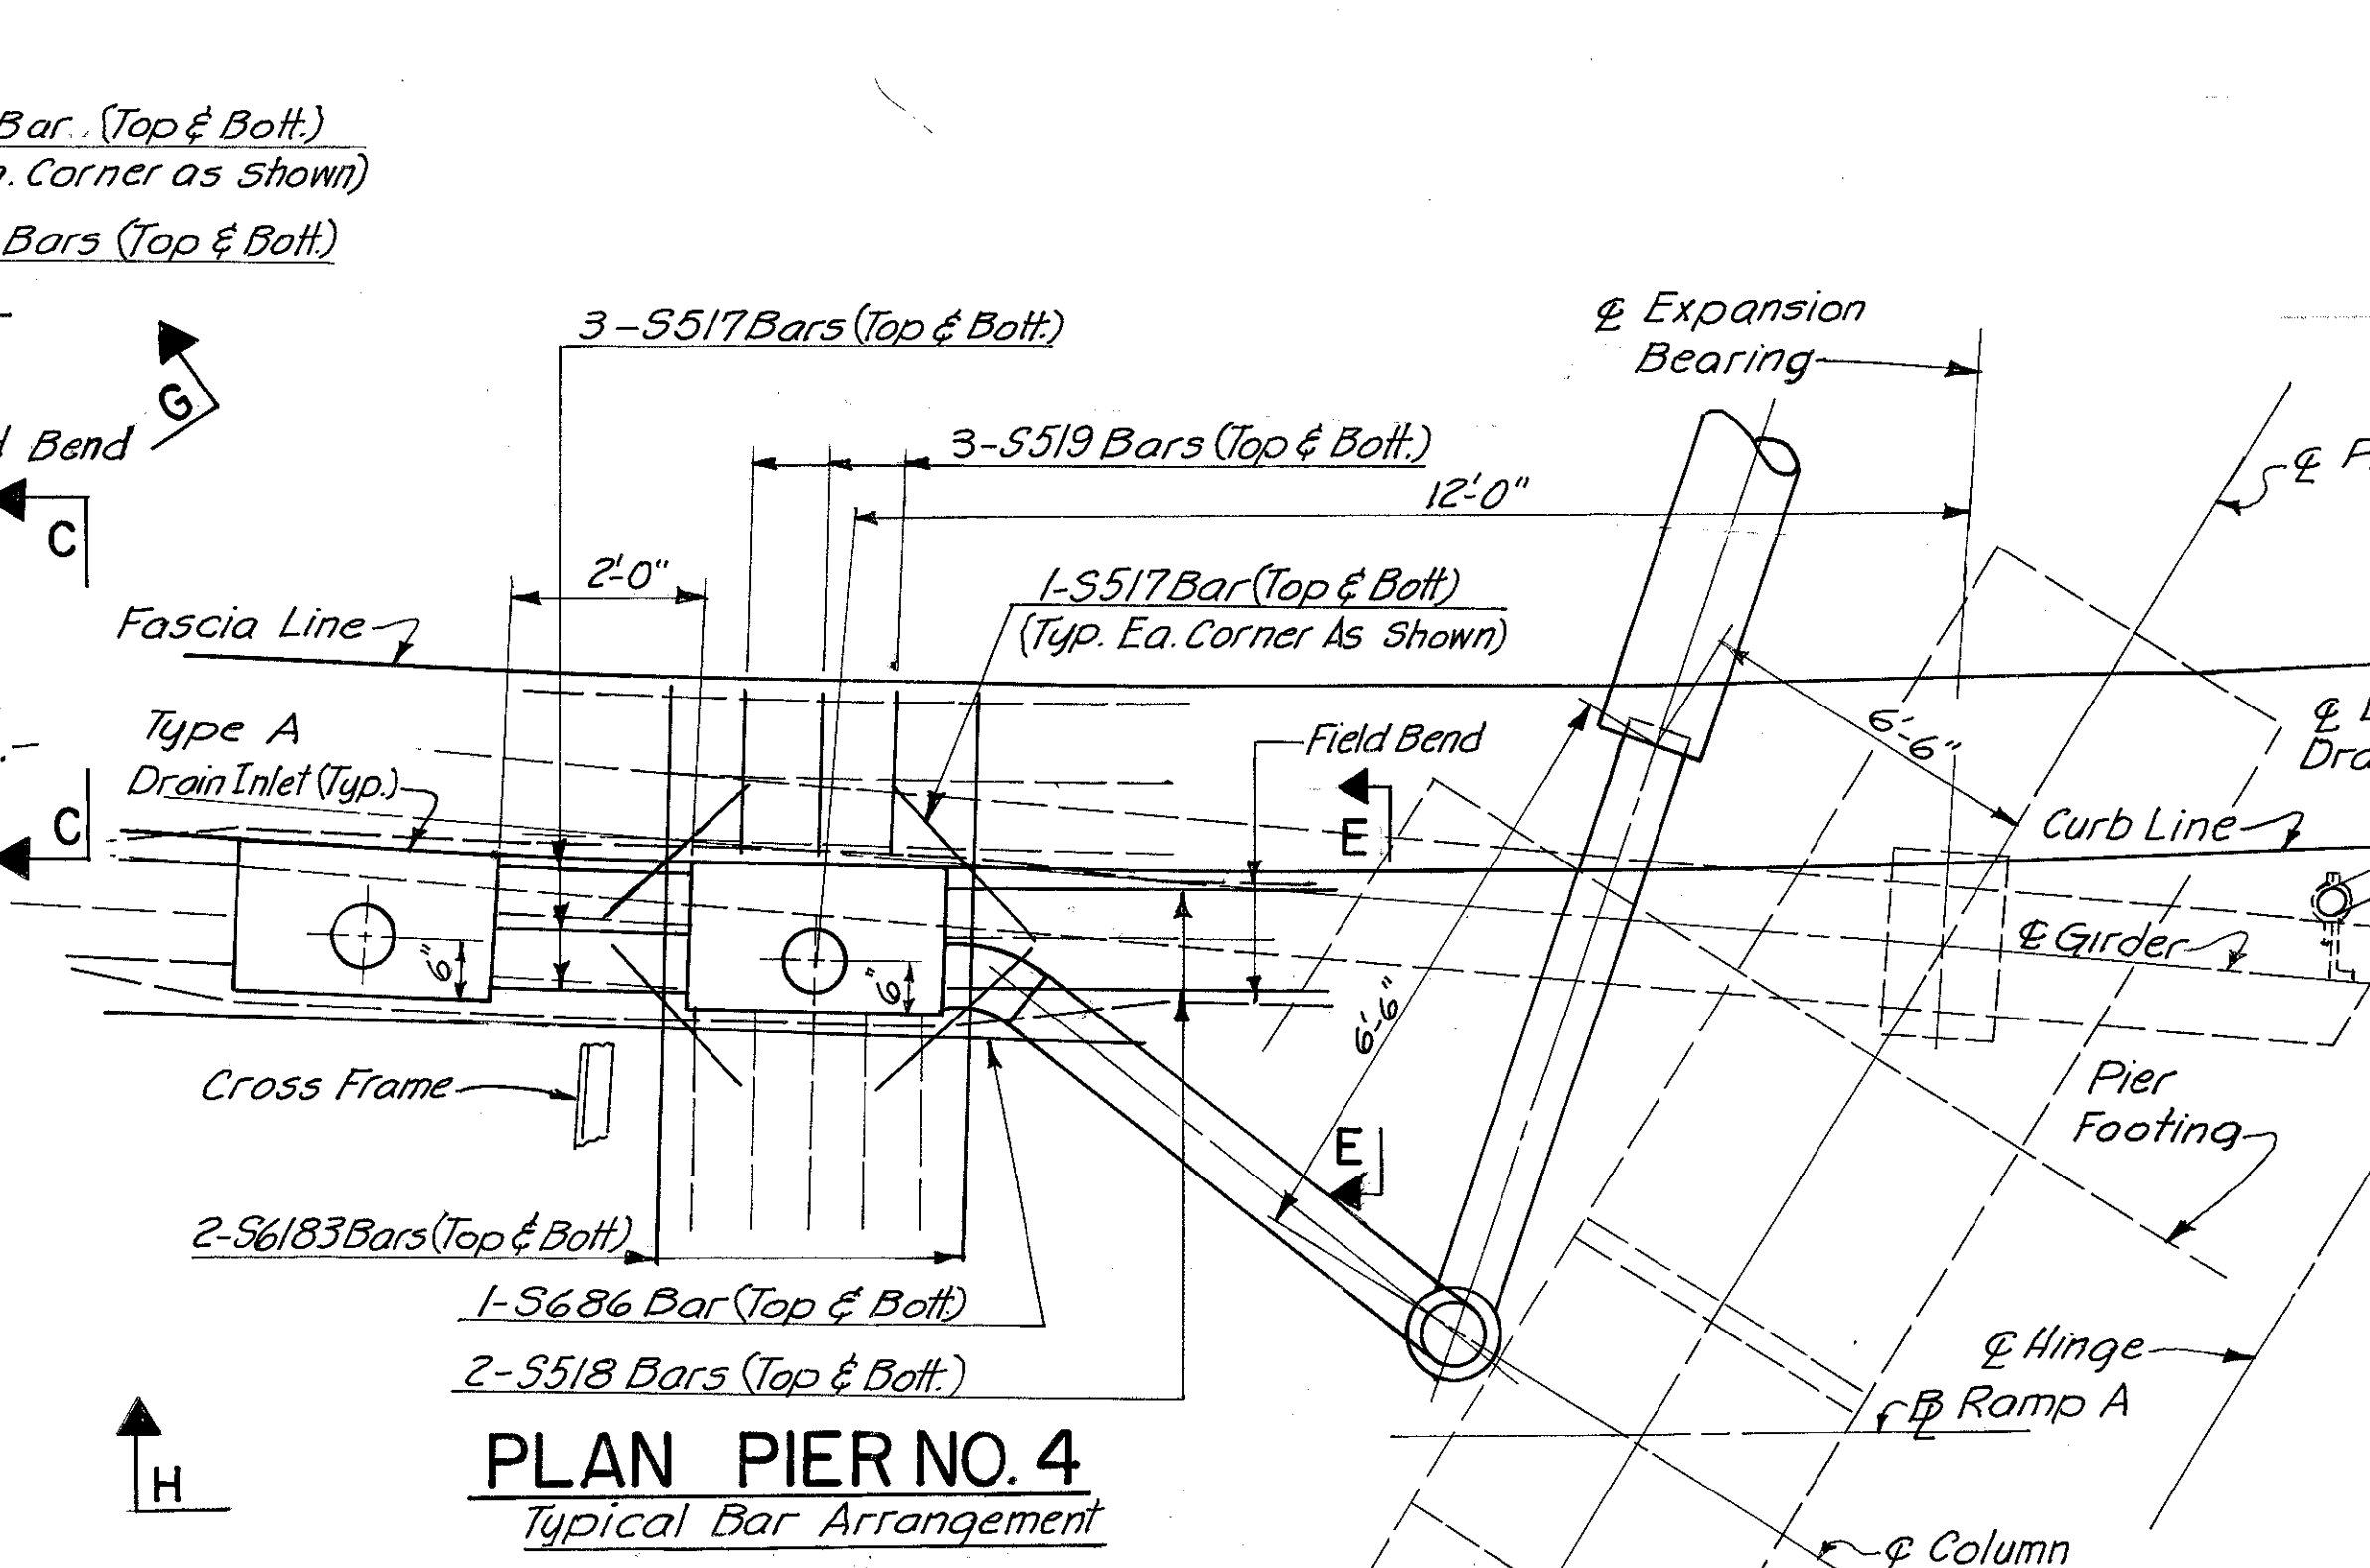 Bar (Top & Bott.)
. Corner as Shown)
Bars (Top & Bott.)
G
Bend
C
C
3-S517 Bars (Top & Bott.)
3-S519 Bars (Top & Bott.)
12'-0"
2'-0"
1-S517 Bar (Top & Bott)
(Typ. Ea. Corner As Shown)
℄ Expansion
Bearing
℄
Fascia Line
Type A
Drain Inlet (Typ.)
Field Bend
E
E
6'-6"
6'-6"
℄
Curb Line
℄ Girder
6"
6"
Cross Frame
Pier
Footing
2-S6183 Bars (Top & Bott)
1-S686 Bar (Top & Bott)
2-S518 Bars (Top & Bott.)
℄ Hinge
Ramp A
℄ Column
H
PLAN PIER NO. 4
Typical Bar Arrangement